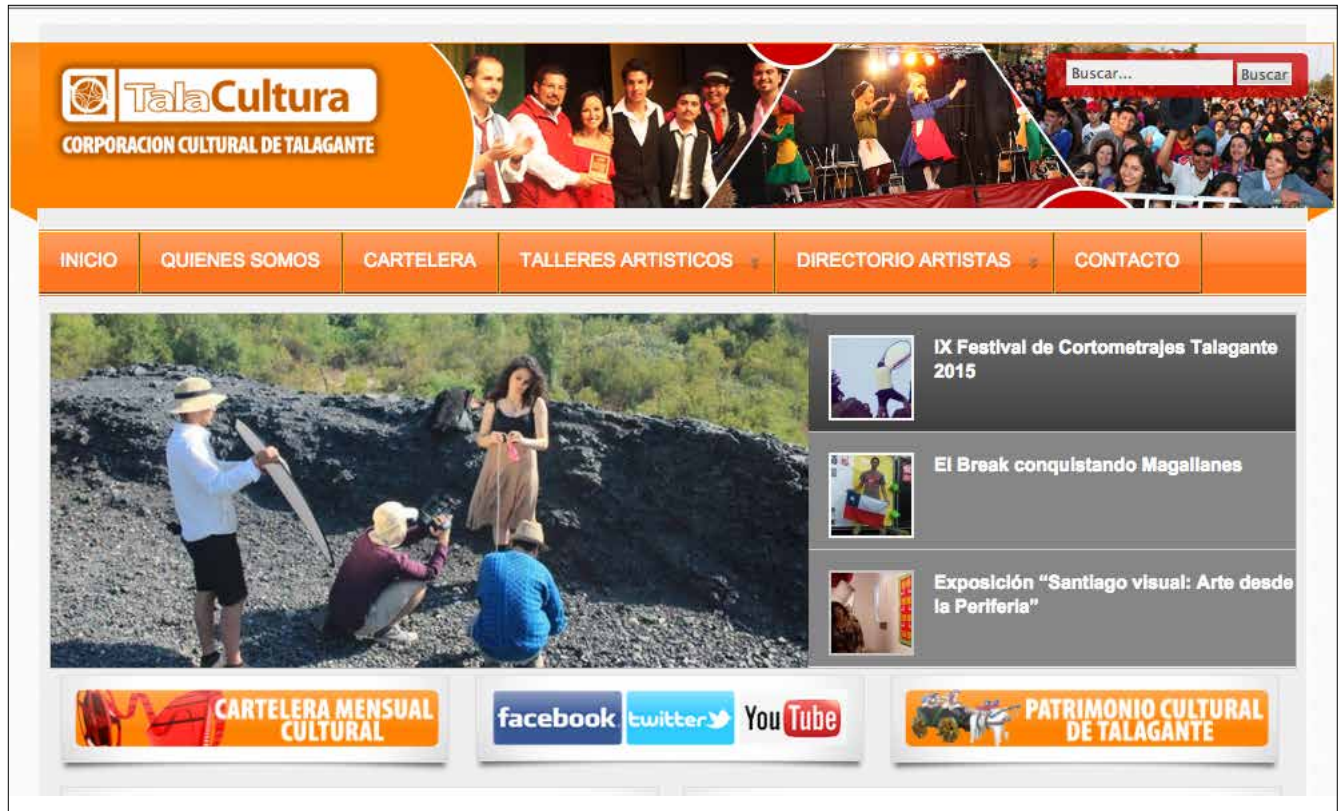 TalaCultura
CORPORACION CULTURAL DE TALAGANTE
Buscar...
Buscar
INICIO
QUIENES SOMOS
CARTELERA
TALLERES ARTISTICOS
DIRECTORIO ARTISTAS
CONTACTO
IX Festival de Cortometrajes Talagante
2015
El Break conquistando Magallanes
Exposición “Santiago visual: Arte desde
la Periferia”
CARTELERA MENSUAL
CULTURAL
facebook
twitter
You Tube
PATRIMONIO CULTURAL
DE TALAGANTE